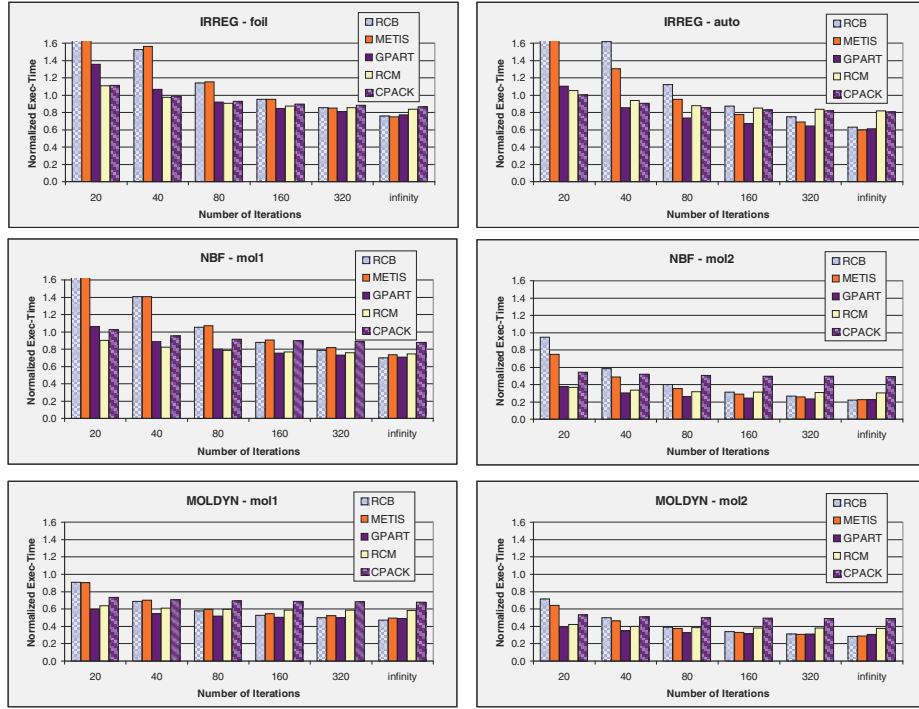 IRREG - foil
RCB
METIS
GPART
RCM
CPACK
Normalized Exec-Time
1.6
1.4
1.2
1.0
0.8
0.6
0.4
0.2
0.0
20 40 80 160 320 infinity
Number of Iterations
IRREG - auto
RCB
METIS
GPART
RCM
CPACK
Normalized Exec-Time
1.6
1.4
1.2
1.0
0.8
0.6
0.4
0.2
0.0
20 40 80 160 320 infinity
Number of Iterations
NBF - mol1
RCB
METIS
GPART
RCM
CPACK
Normalized Exec-Time
1.6
1.4
1.2
1.0
0.8
0.6
0.4
0.2
0.0
20 40 80 160 320 infinity
Number of Iterations
NBF - mol2
RCB
METIS
GPART
RCM
CPACK
Normalized Exec-Time
1.6
1.4
1.2
1.0
0.8
0.6
0.4
0.2
0.0
20 40 80 160 320 infinity
Number of Iterations
MOLDYN - mol1
RCB
METIS
GPART
RCM
CPACK
Normalized Exec-Time
1.6
1.4
1.2
1.0
0.8
0.6
0.4
0.2
0.0
20 40 80 160 320 infinity
Number of Iterations
MOLDYN - mol2
RCB
METIS
GPART
RCM
CPACK
Normalized Exec-Time
1.6
1.4
1.2
1.0
0.8
0.6
0.4
0.2
0.0
20 40 80 160 320 infinity
Number of Iterations